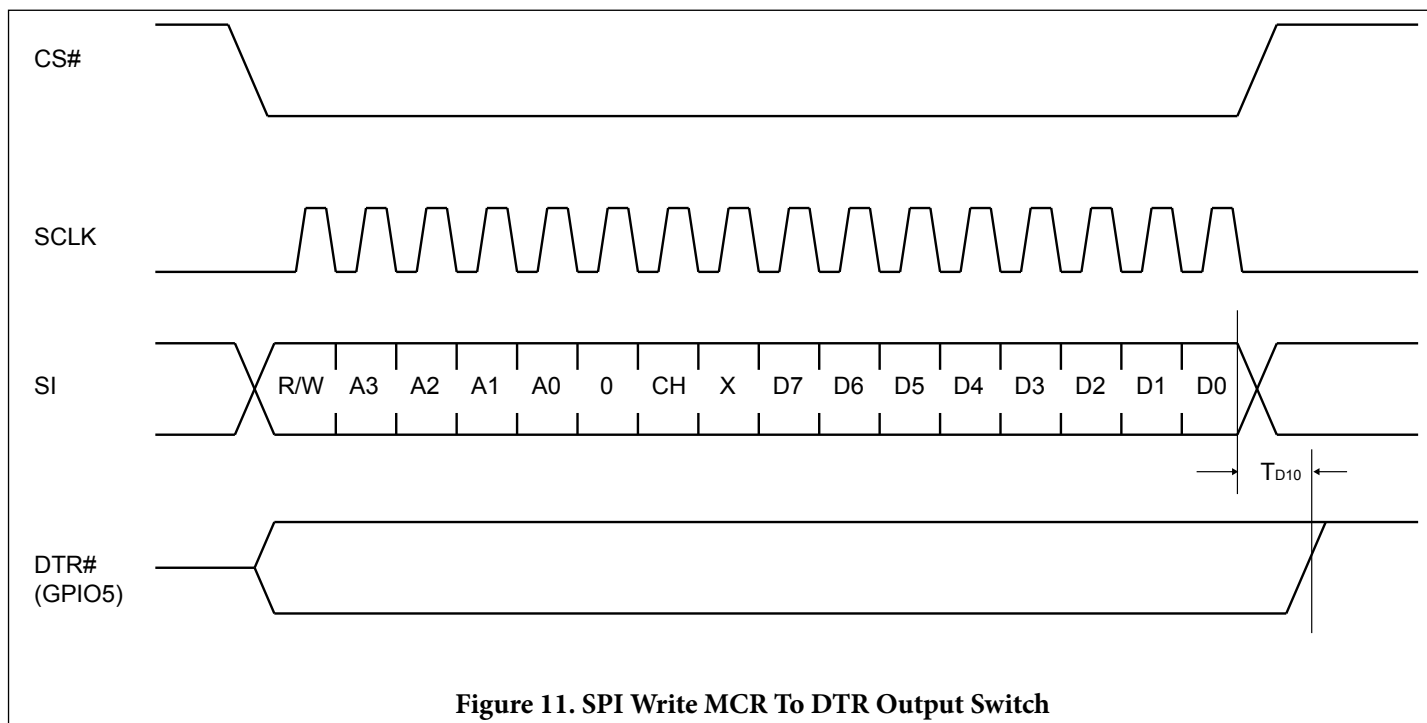 CS#
SCLK
SI R/W A3 A2 A1 A0 0 CH X D7 D6 D5 D4 D3 D2 D1 D0
TD10
DTR#
(GPIO5)
Figure 11. SPI Write MCR To DTR Output Switch